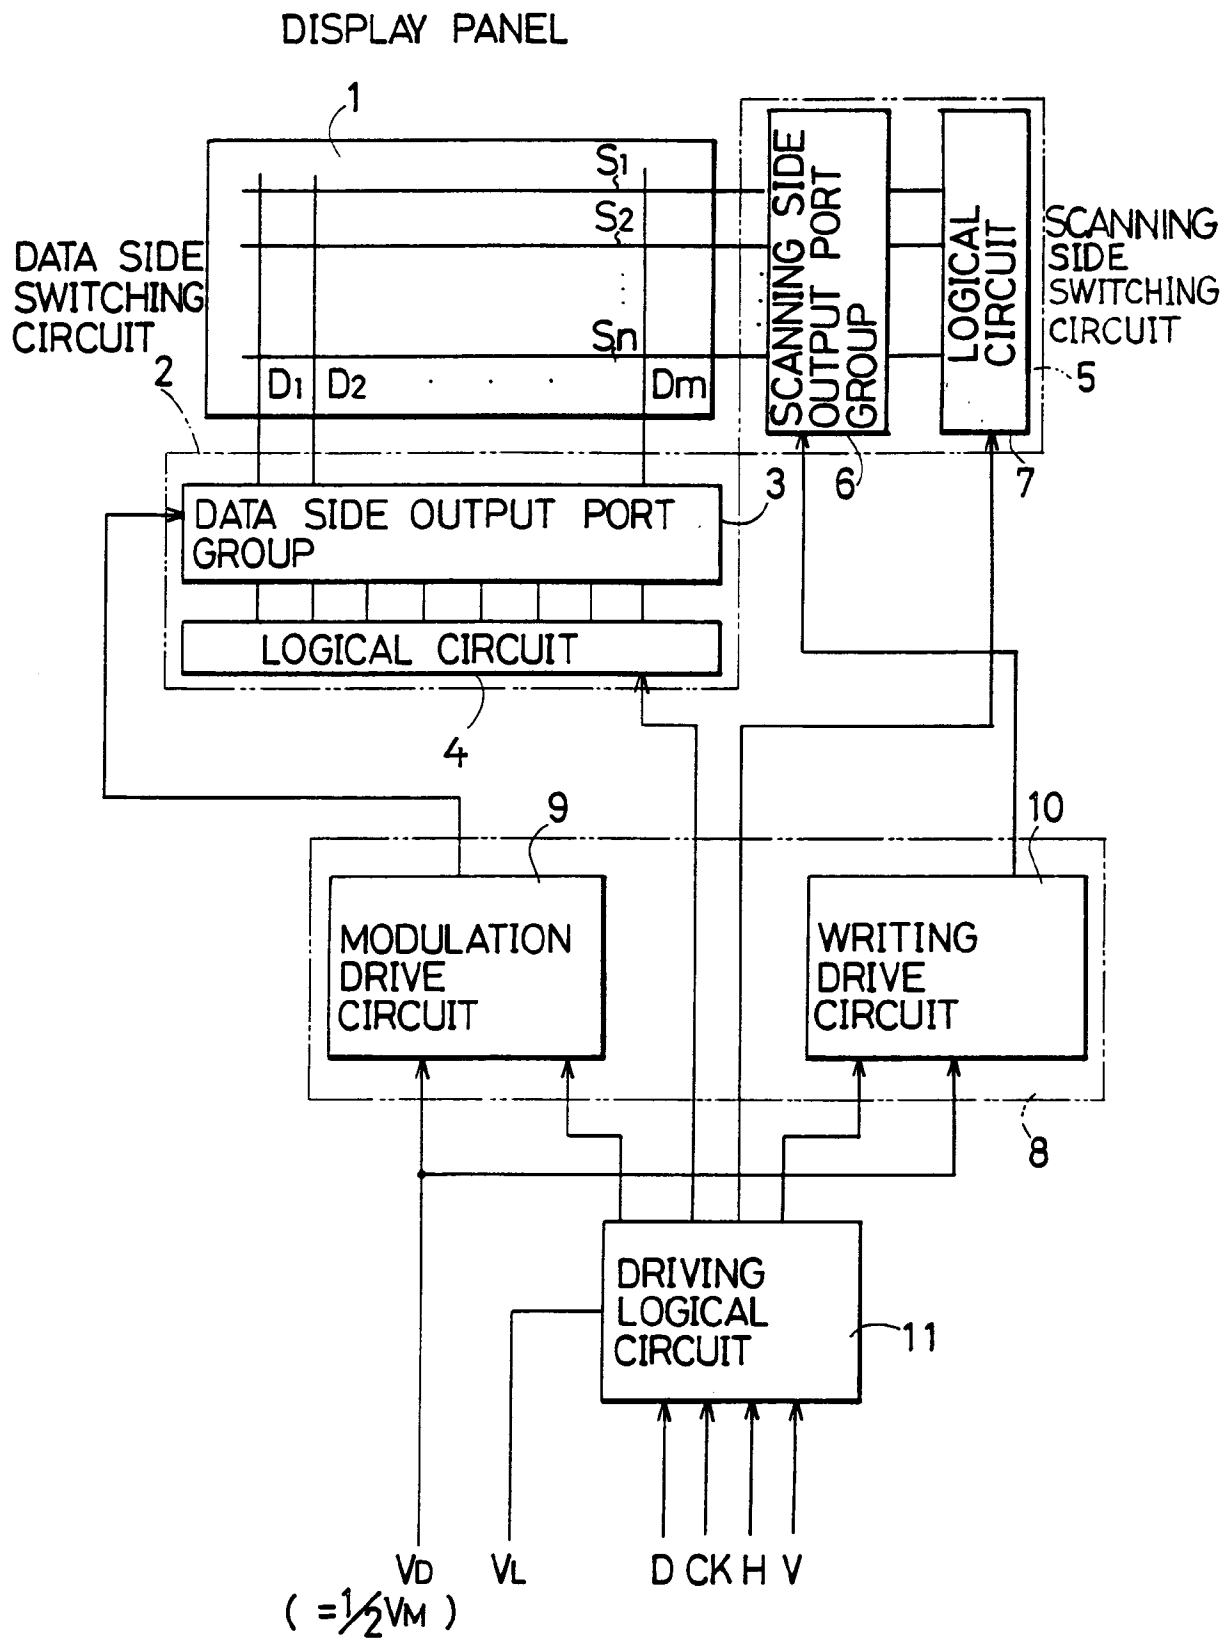 DISPLAY PANEL
1
S1
S2
Sn
D1 D2 . . . Dm
DATA SIDE
SWITCHING
CIRCUIT
2
SCANNING SIDE
OUTPUT PORT
GROUP
LOGICAL
CIRCUIT
SCANNING
SIDE
SWITCHING
CIRCUIT
5
6
7
3
DATA SIDE OUTPUT PORT
GROUP
LOGICAL CIRCUIT
4
9
10
MODULATION
DRIVE
CIRCUIT
WRITING
DRIVE
CIRCUIT
8
DRIVING
LOGICAL
CIRCUIT
11
VD
(=1/2VM)
VL
D CK H V